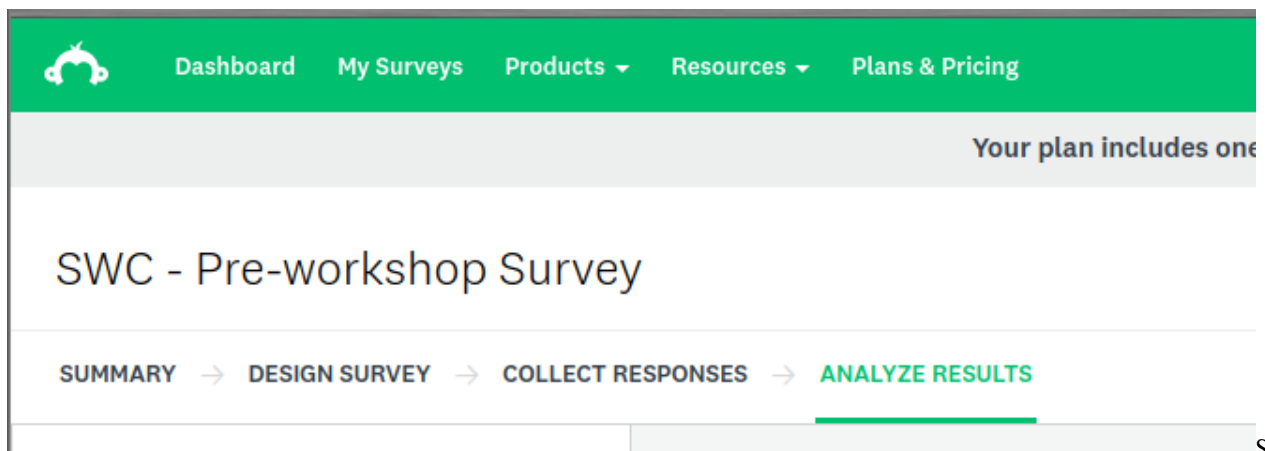 Dashboard My Surveys Products Resources Plans & Pricing
Your plan includes one
SWC - Pre-workshop Survey
SUMMARY → DESIGN SURVEY → COLLECT RESPONSES → ANALYZE RESULTS